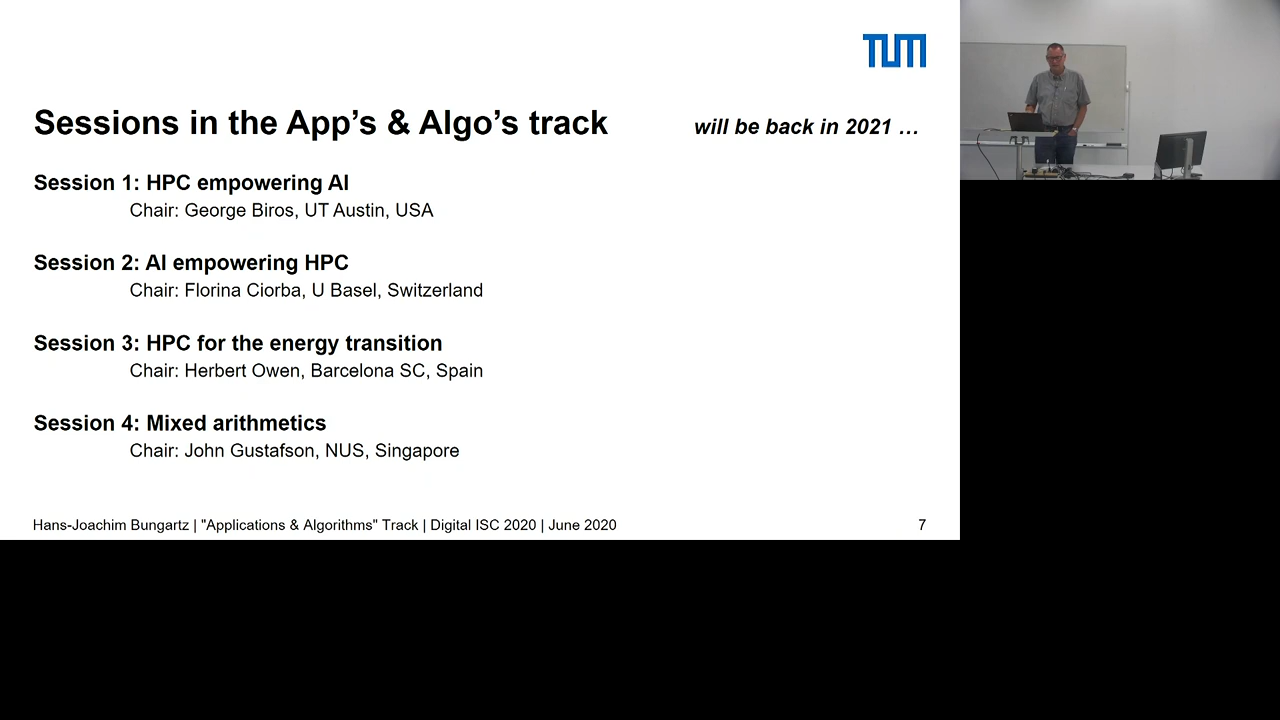 TUM
Sessions in the App's & Algo's track
will be back in 2021 …
Session 1: HPC empowering AI
Chair: George Biros, UT Austin, USA
Session 2: AI empowering HPC
Chair: Florina Ciorba, U Basel, Switzerland
Session 3: HPC for the energy transition
Chair: Herbert Owen, Barcelona SC, Spain
Session 4: Mixed arithmetics
Chair: John Gustafson, NUS, Singapore
Hans-Joachim Bungartz | "Applications & Algorithms" Track | Digital ISC 2020 | June 2020
7